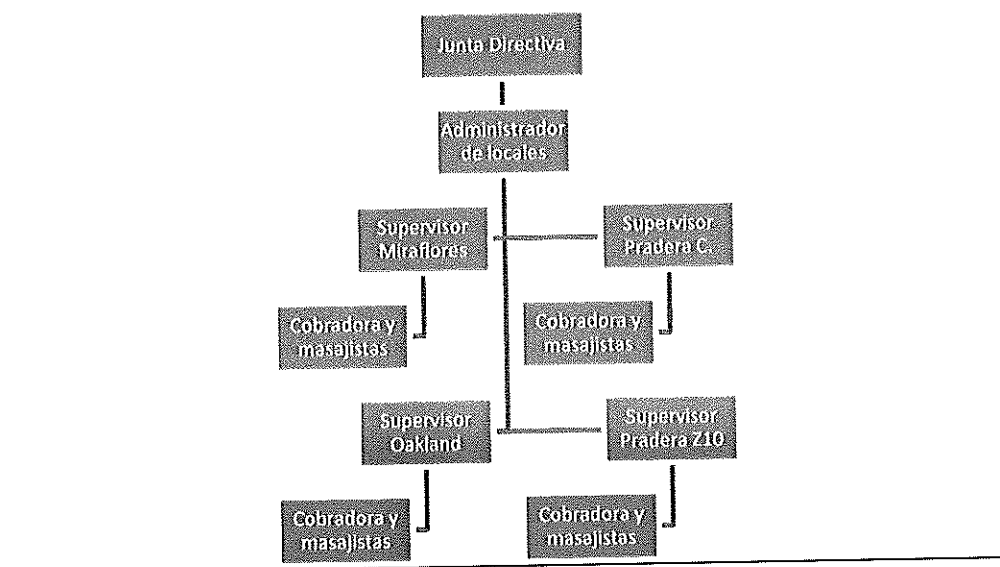 Junta Directiva
Administrador
de locales
Supervisor
Miraflores
Supervisor
Pradera C.
Cobradora y
masajistas
Cobradora y
masajistas
Supervisor
Oakland
Supervisor
Pradera Z10
Cobradora y
masajistas
Cobradora y
masajistas